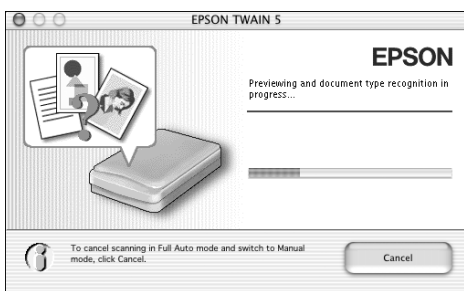 EPSON TWAIN 5
EPSON
Previewing and document type recognition in
progress...
To cancel scanning in Full Auto mode and switch to Manual
mode, click Cancel.
Cancel